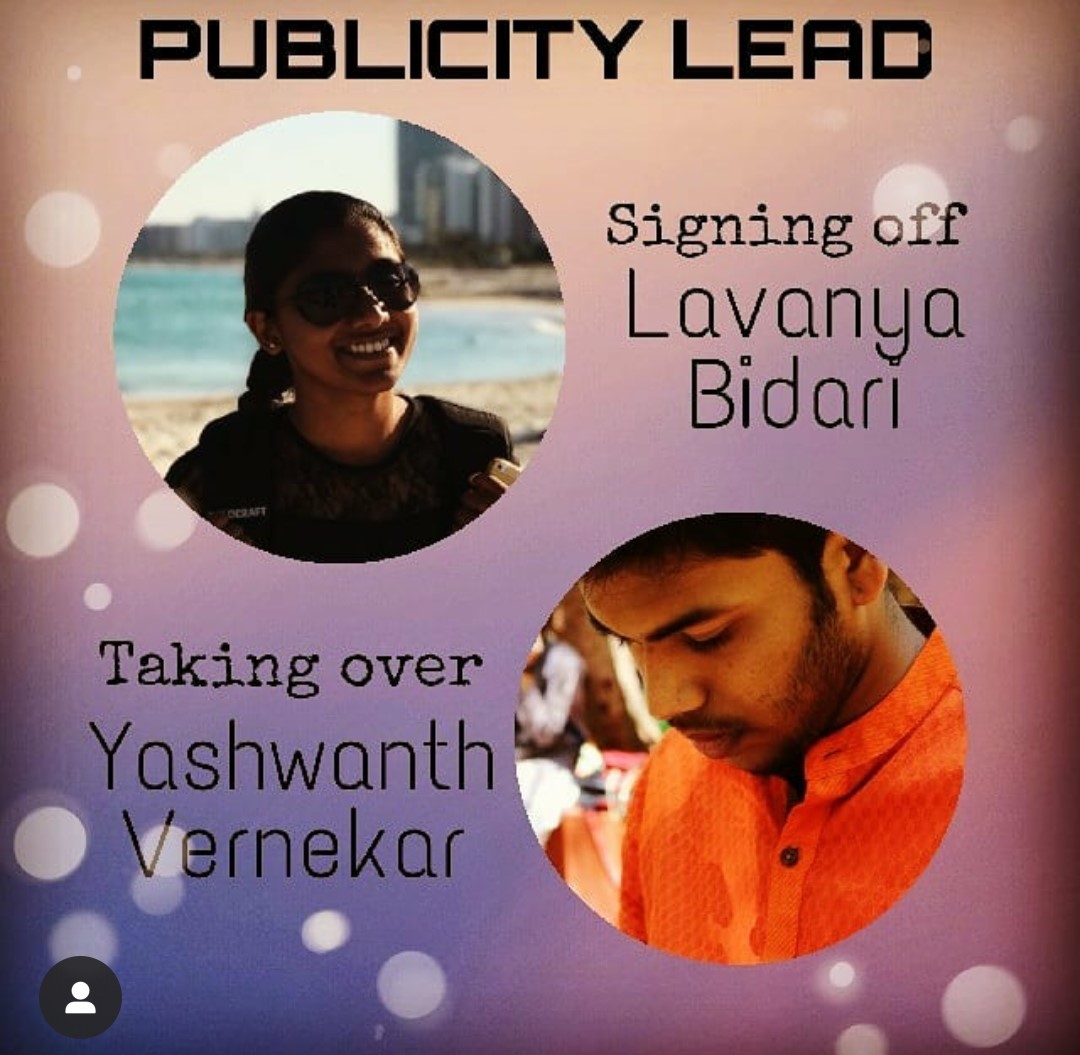 PUBLICITY LEAD
Signing off
Lavanya
Bidari
Taking over
Yashwanth
Vernekar